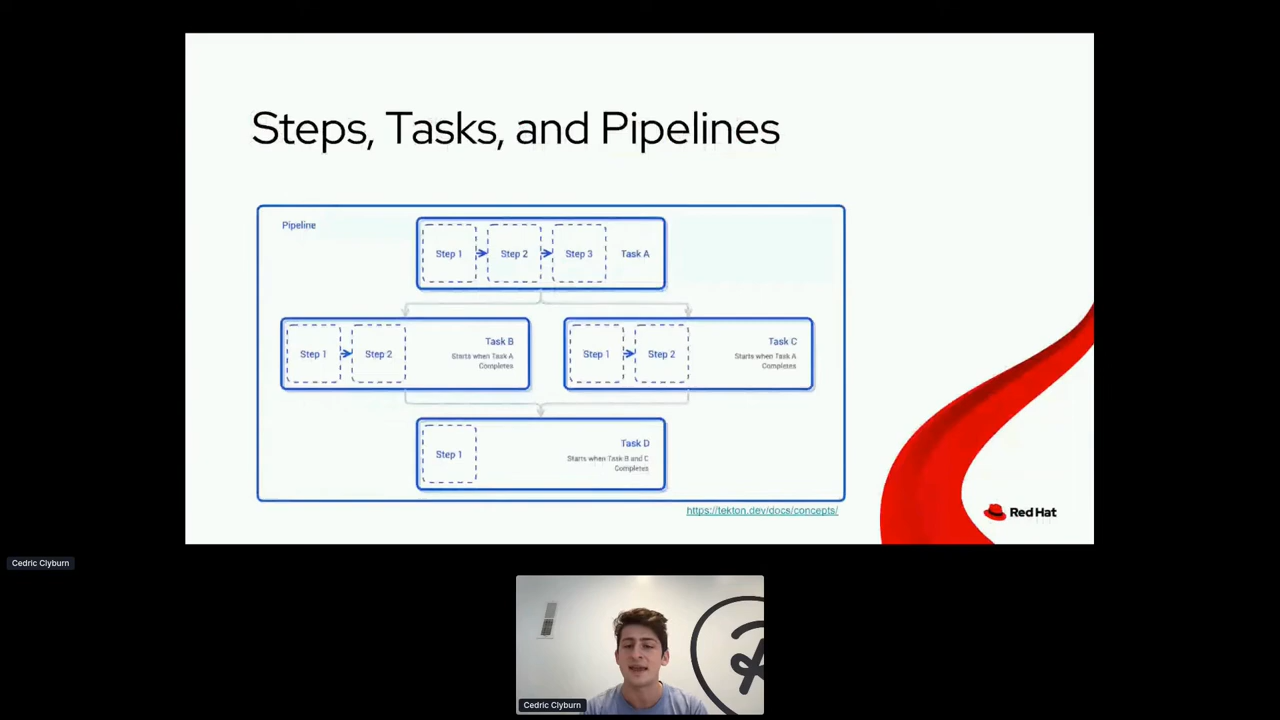 Steps, Tasks, and Pipelines
Pipeline
Step 1
Step 2
Step 3
Task A
Step 1
Step 2
Task B
Starts when Task A
Completes
Step 1
Step 2
Task C
Starts when Task A
Completes
Step 1
Task D
Starts when Task B and C
Completes
https://tekton.dev/docs/concepts/
Red Hat
Cedric Clyburn
Cedric Clyburn